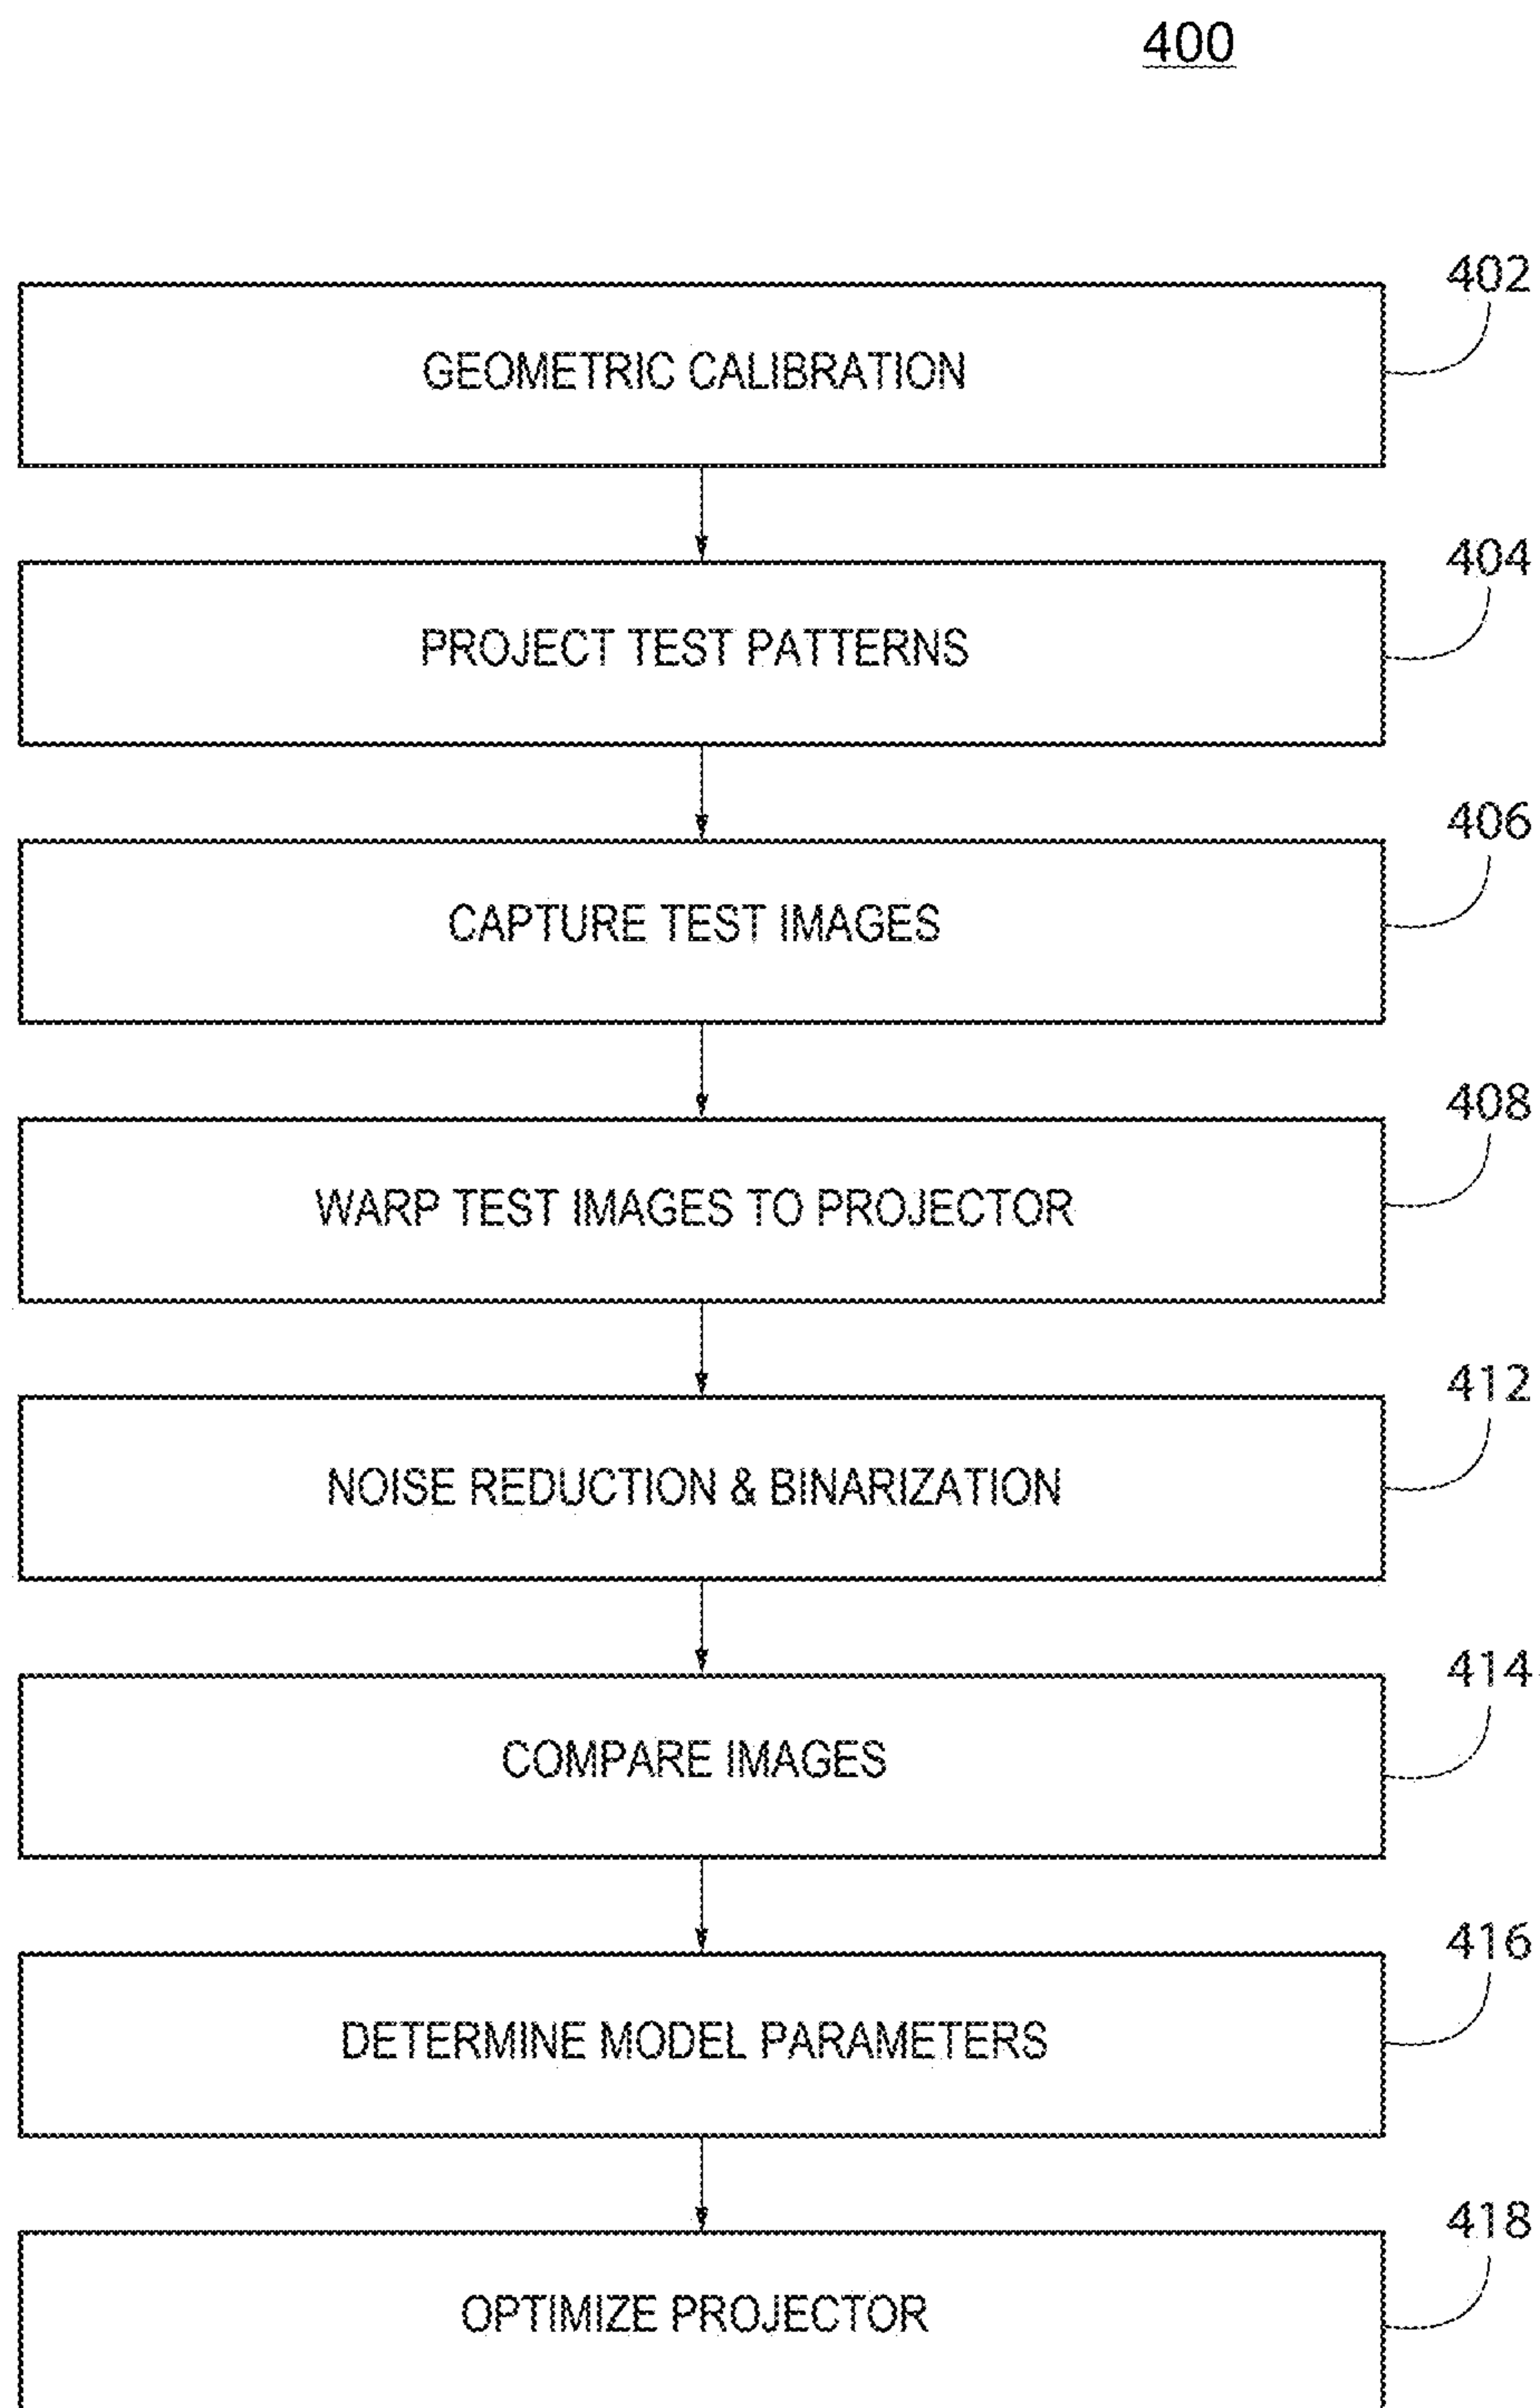 400
402
GEOMETRIC CALIBRATION
404
PROJECT TEST PATTERNS
406
CAPTURE TEST IMAGES
408
WARP TEST IMAGES TO PROJECTOR
412
NOISE REDUCTION & BINARIZATION
414
COMPARE IMAGES
416
DETERMINE MODEL PARAMETERS
418
OPTIMIZE PROJECTOR